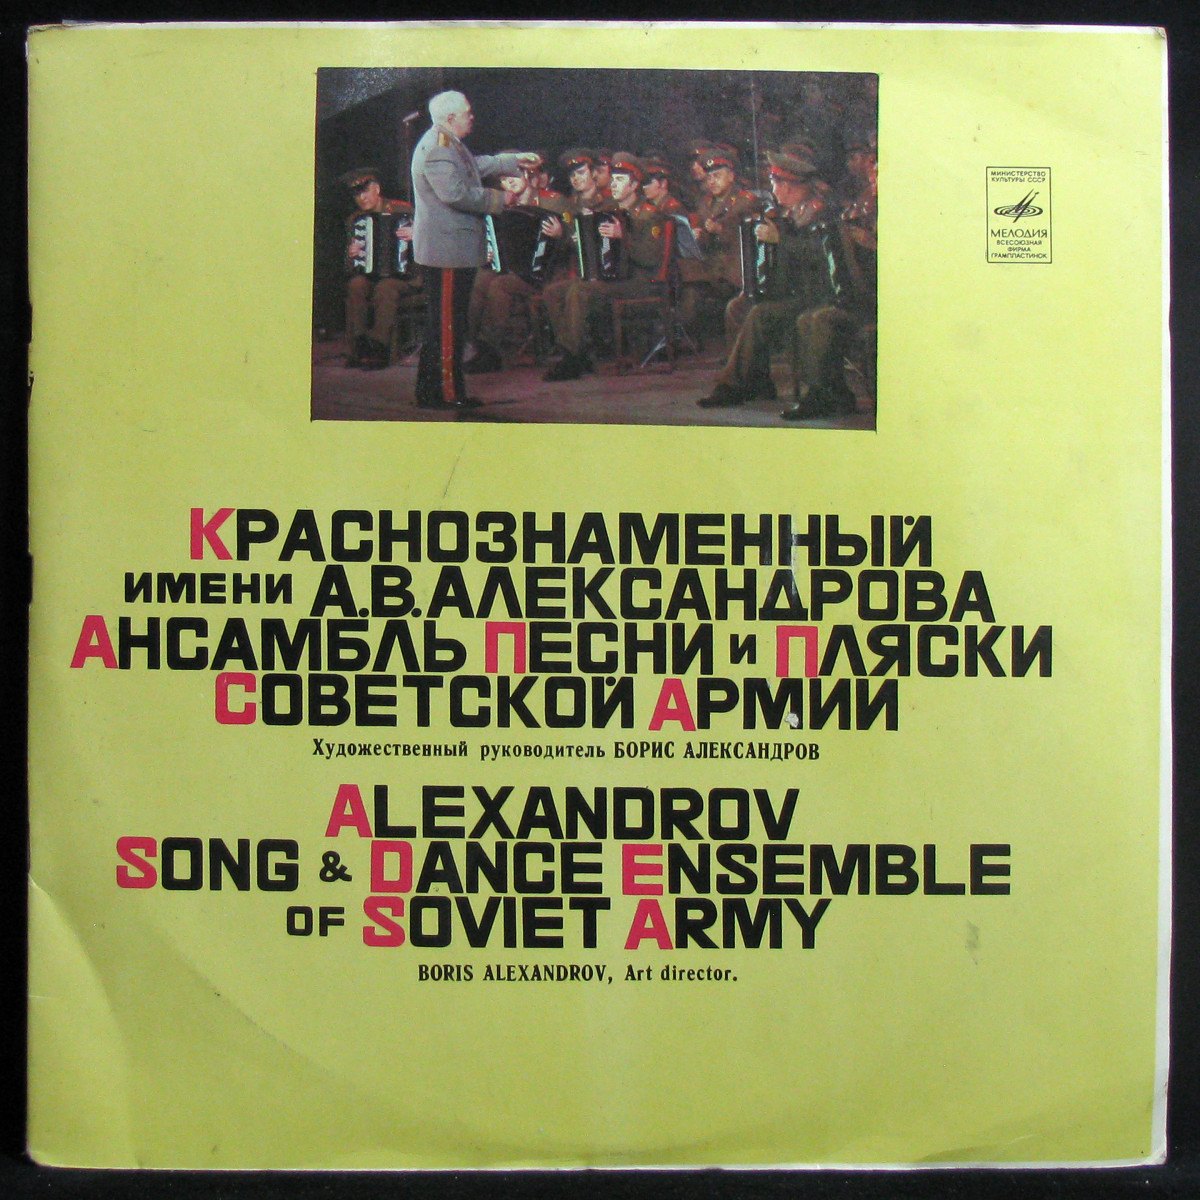 МИНИСТЕРСТВО
КУЛЬТУРЫ СССР
МЕЛОДИЯ
ВСЕСОЮЗНАЯ
ФИРМА
ГРАМПЛАСТИНОК
КРАСНОЗНАМЕННЫЙ
ИМЕНИ А.В.АЛЕКСАНДРОВА
АНСАМБЛЬ ПЕСНИ И ПЛЯСКИ
СОВЕТСКОЙ АРМИИ
Художественный руководитель БОРИС АЛЕКСАНДРОВ
ALEXANDROV
SONG & DANCE ENSEMBLE
OF SOVIET ARMY
BORIS ALEXANDROV, Art director.